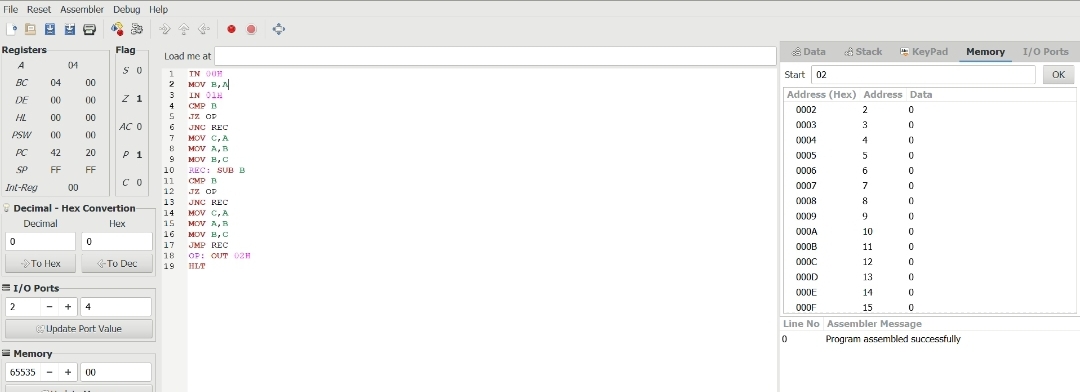 File Reset Assembler Debug Help
Registers Flag
A 04
BC 04 00
DE 00 00
HL 00 00
PSW 00 00
PC 42 20
SP FF FF
Int-Reg 00
S 0
Z 1
AC 0
P 1
C 0
Decimal - Hex Convertion
Decimal Hex
0 0
To Hex To Dec
I/O Ports
2 - + 4
Update Port Value
Memory
65535 - + 00
Load me at
1 IN 00H
2 MOV B,A
3 IN 01H
4 CMP B
5 JZ OP
6 JNC REC
7 MOV C,A
8 MOV A,B
9 MOV B,C
10 REC: SUB B
11 CMP B
12 JZ OP
13 JNC REC
14 MOV C,A
15 MOV A,B
16 MOV B,C
17 JMP REC
18 OP: OUT 02H
19 HLT
Data Stack KeyPad Memory I/O Ports
Start 02 OK
Address (Hex) Address Data
0002 2 0
0003 3 0
0004 4 0
0005 5 0
0006 6 0
0007 7 0
0008 8 0
0009 9 0
000A 10 0
000B 11 0
000C 12 0
000D 13 0
000E 14 0
000F 15 0
Line No Assembler Message
0 Program assembled successfully